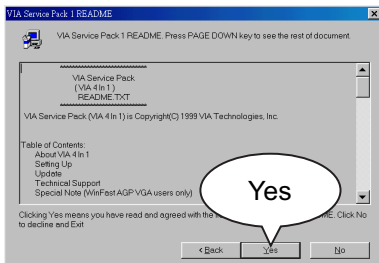 VIA Service Pack 1 README
VIA Service Pack 1 README. Press PAGE DOWN key to see the rest of document.
VIA Service Pack
( VIA 4 In 1 )
README.TXT
VIA Service Pack (VIA 4 In 1) is Copyright(C) 1999 VIA Technologies, Inc.
Table of Contents:
About VIA 4 In 1
Setting Up
Update
Technical Support
Special Note (WinFast AGP VGA users only)
Yes
Clicking Yes means you have read and agreed with the ME. Click No
to decline and Exit
< Back
Yes
No